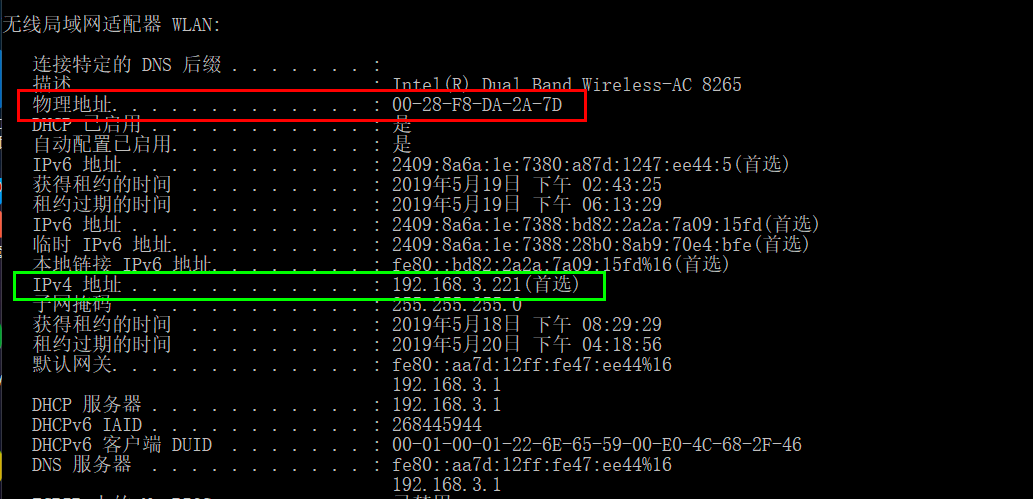 无线局域网适配器 WLAN:
连接特定的 DNS 后缀 . . . . . . . :
描述. . . . . . . . . . . . . . . : Intel(R) Dual Band Wireless-AC 8265
物理地址. . . . . . . . . . . . . : 00-28-F8-DA-2A-7D
DHCP 已启用 . . . . . . . . . . . : 是
自动配置已启用. . . . . . . . . . : 是
IPv6 地址 . . . . . . . . . . . . : 2409:8a6a:1e:7380:a87d:1247:ee44:5(首选)
获得租约的时间  . . . . . . . . . : 2019年5月19日 下午 02:43:25
租约过期的时间  . . . . . . . . . : 2019年5月19日 下午 06:13:29
IPv6 地址 . . . . . . . . . . . . : 2409:8a6a:1e:7388:bd82:2a2a:7a09:15fd(首选)
临时 IPv6 地址. . . . . . . . . . : 2409:8a6a:1e:7388:28b0:8ab9:70e4:bfe(首选)
本地链接 IPv6 地址. . . . . . . . : fe80::bd82:2a2a:7a09:15fd%16(首选)
IPv4 地址 . . . . . . . . . . . . : 192.168.3.221(首选)
子网掩码  . . . . . . . . . . . . : 255.255.255.0
获得租约的时间  . . . . . . . . . : 2019年5月18日 下午 08:29:29
租约过期的时间  . . . . . . . . . : 2019年5月20日 下午 04:18:56
默认网关. . . . . . . . . . . . . : fe80::aa7d:12ff:fe47:ee44%16
192.168.3.1
DHCP 服务器 . . . . . . . . . . . : 192.168.3.1
DHCPv6 IAID . . . . . . . . . . . : 268445944
DHCPv6 客户端 DUID  . . . . . . . : 00-01-00-01-22-6E-65-59-00-E0-4C-68-2F-46
DNS 服务器  . . . . . . . . . . . : fe80::aa7d:12ff:fe47:ee44%16
192.168.3.1